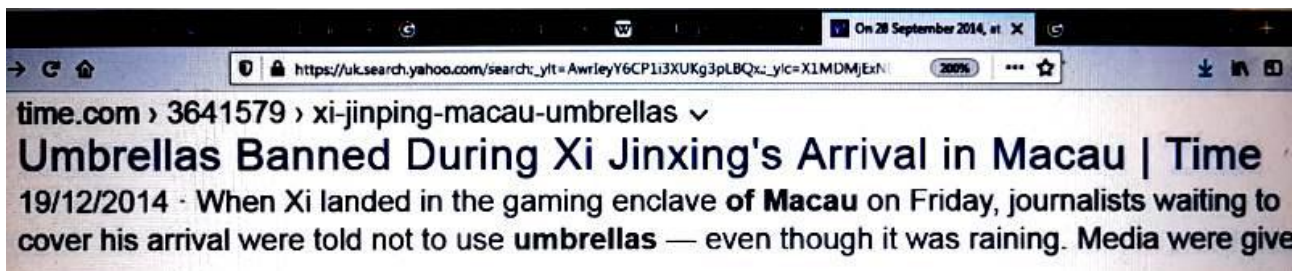 On 28 September 2014, at
https://uk.search.yahoo.com/search;_ylt=AwrIeyY6CP1i3XUKg3pLBQx.;_ylc=X1MDMjExN
200%
time.com › 3641579 › xi-jinping-macau-umbrellas
Umbrellas Banned During Xi Jinxing's Arrival in Macau | Time
19/12/2014 · When Xi landed in the gaming enclave of Macau on Friday, journalists waiting to
cover his arrival were told not to use umbrellas — even though it was raining. Media were give